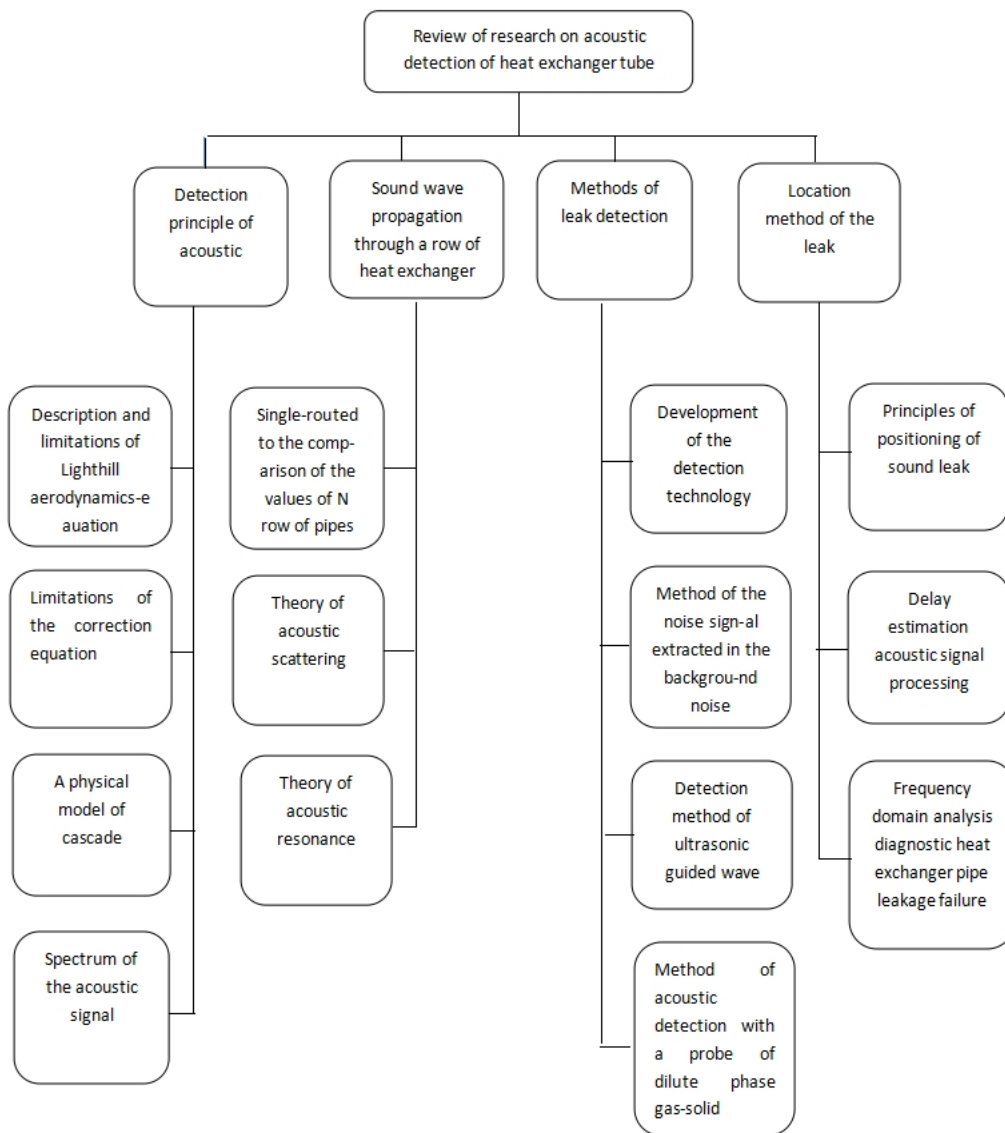 Review of research on acoustic
detection of heat exchanger tube
Detection
principle of
acoustic
Sound wave
propagation
through a row of
heat exchanger
Methods of
leak detection
Location
method of the
leak
Description and
limitations of
Lighthill
aerodynamics-e
auation
Limitations of
the correction
equation
A physical
model of
cascade
Spectrum of
the acoustic
signal
Single-routed
to the comp-
arison of the
values of N
row of pipes
Theory of
acoustic
scattering
Theory of
acoustic
resonance
Development
of the
detection
technology
Method of the
noise sign-al
extracted in the
backgrou-nd
noise
Detection
method of
ultrasonic
guided wave
Method of
acoustic
detection with
a probe of
dilute phase
gas-solid
Principles of
positioning of
sound leak
Delay
estimation
acoustic signal
processing
Frequency
domain analysis
diagnostic heat
exchanger pipe
leakage failure